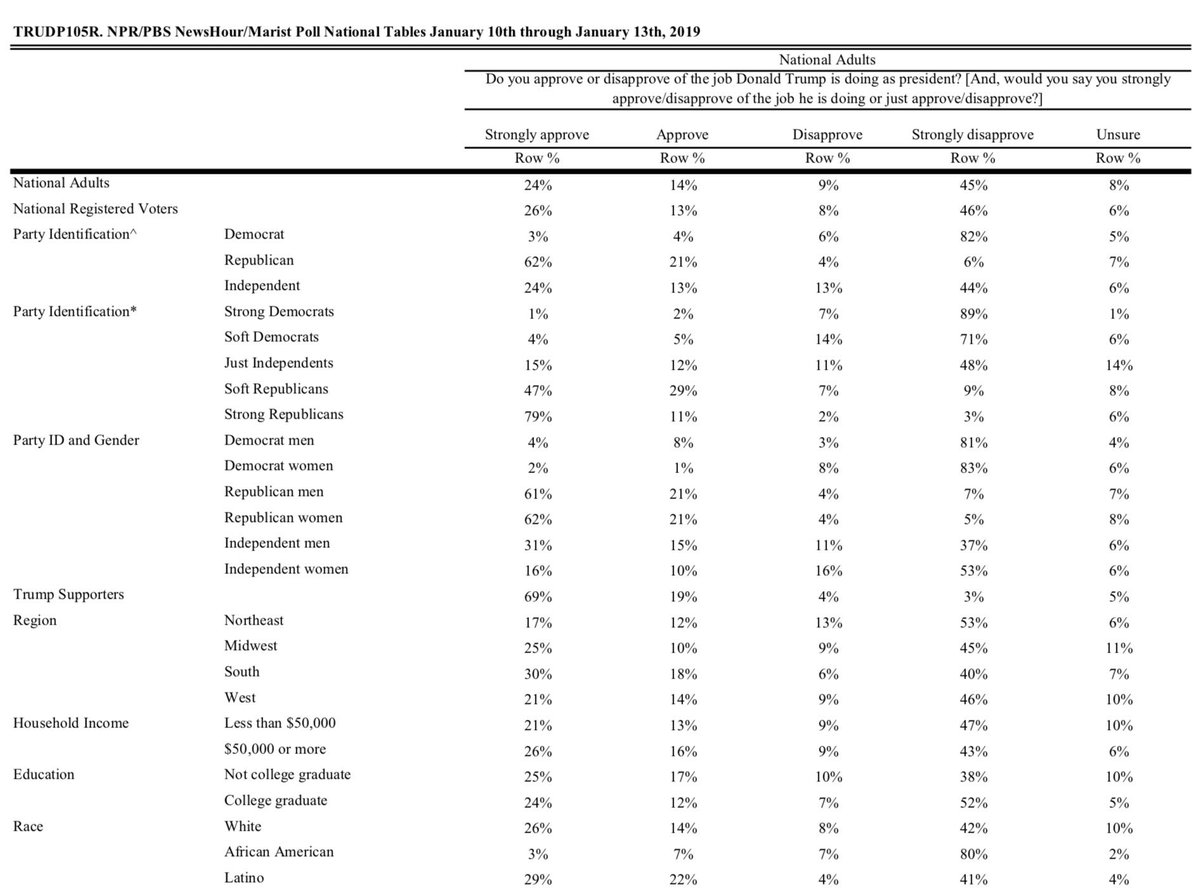 TRUDP105R. NPR/PBS NewsHour/Marist Poll National Tables January 10th through January 13th, 2019
National Adults
Do you approve or disapprove of the job Donald Trump is doing as president? [And, would you say you strongly
approve/disapprove of the job he is doing or just approve/disapprove?]
Strongly approve Approve Disapprove Strongly disapprove Unsure
Row % Row % Row % Row % Row %
National Adults 24% 14% 9% 45% 8%
National Registered Voters 26% 13% 8% 46% 6%
Party Identification^ Democrat 3% 4% 6% 82% 5%
Republican 62% 21% 4% 6% 7%
Independent 24% 13% 13% 44% 6%
Party Identification* Strong Democrats 1% 2% 7% 89% 1%
Soft Democrats 4% 5% 14% 71% 6%
Just Independents 15% 12% 11% 48% 14%
Soft Republicans 47% 29% 7% 9% 8%
Strong Republicans 79% 11% 2% 3% 6%
Party ID and Gender Democrat men 4% 8% 3% 81% 4%
Democrat women 2% 1% 8% 83% 6%
Republican men 61% 21% 4% 7% 7%
Republican women 62% 21% 4% 5% 8%
Independent men 31% 15% 11% 37% 6%
Independent women 16% 10% 16% 53% 6%
Trump Supporters 69% 19% 4% 3% 5%
Region Northeast 17% 12% 13% 53% 6%
Midwest 25% 10% 9% 45% 11%
South 30% 18% 6% 40% 7%
West 21% 14% 9% 46% 10%
Household Income Less than $50,000 21% 13% 9% 47% 10%
$50,000 or more 26% 16% 9% 43% 6%
Education Not college graduate 25% 17% 10% 38% 10%
College graduate 24% 12% 7% 52% 5%
Race White 26% 14% 8% 42% 10%
African American 3% 7% 7% 80% 2%
Latino 29% 22% 4% 41% 4%